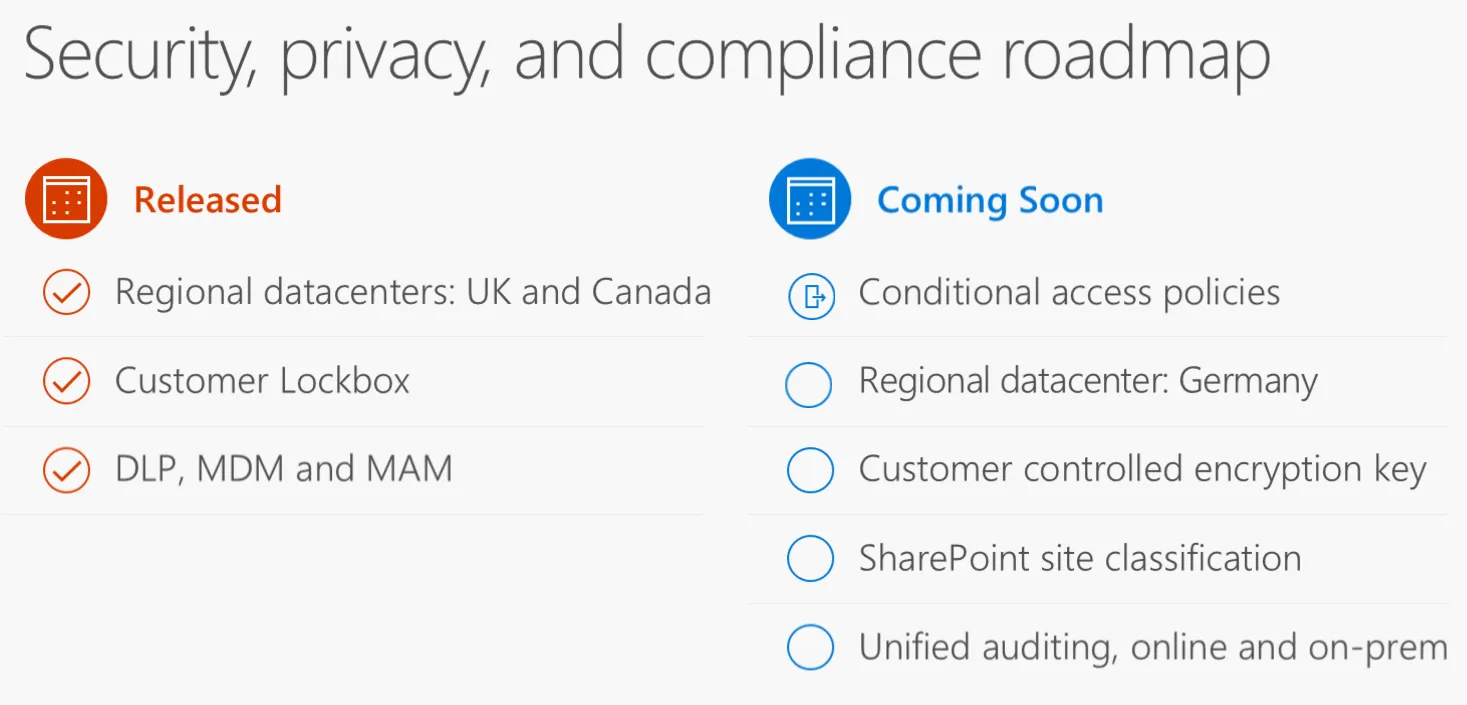 Security, privacy, and compliance roadmap
Released
Regional datacenters: UK and Canada
Customer Lockbox
DLP, MDM and MAM
Coming Soon
Conditional access policies
Regional datacenter: Germany
Customer controlled encryption key
SharePoint site classification
Unified auditing, online and on-prem